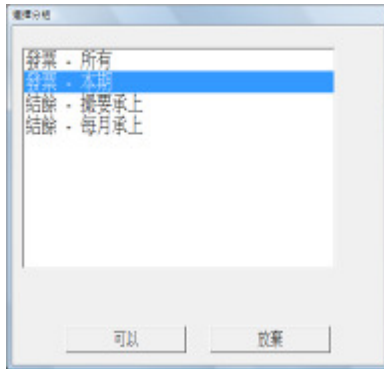 選擇分組
發票 - 所有
發票 - 本期
結餘 - 撮要承上
結餘 - 每月承上
可以
放棄